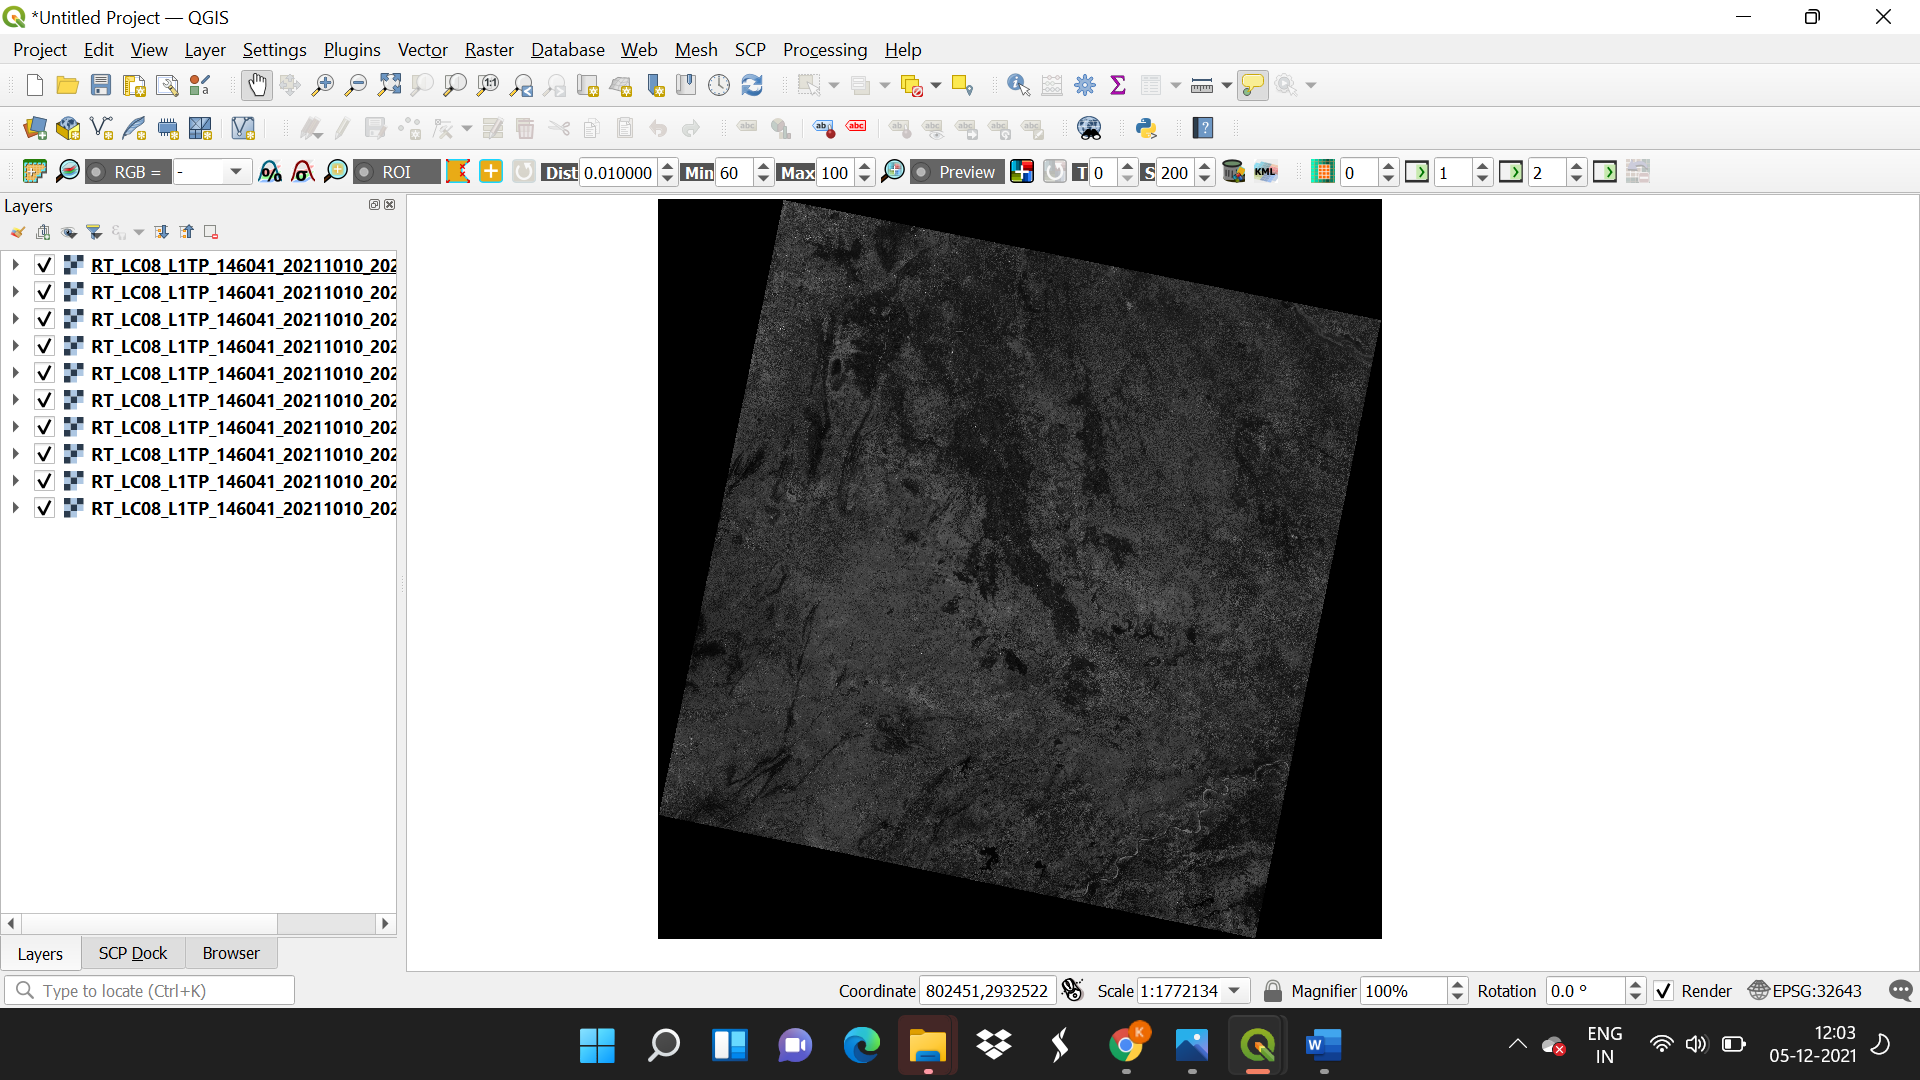 *Untitled Project — QGIS
Project Edit View Layer Settings Plugins Vector Raster Database Web Mesh SCP Processing Help
RGB = - ROI Dist 0.010000 Min 60 Max 100 Preview T 0 S 200 KML 0 1 2
Layers
RT_LC08_L1TP_146041_20211010_202
RT_LC08_L1TP_146041_20211010_202
RT_LC08_L1TP_146041_20211010_202
RT_LC08_L1TP_146041_20211010_202
RT_LC08_L1TP_146041_20211010_202
RT_LC08_L1TP_146041_20211010_202
RT_LC08_L1TP_146041_20211010_202
RT_LC08_L1TP_146041_20211010_202
RT_LC08_L1TP_146041_20211010_202
RT_LC08_L1TP_146041_20211010_202
Layers SCP Dock Browser
Type to locate (Ctrl+K) Coordinate 802451,2932522 Scale 1:1772134 Magnifier 100% Rotation 0.0 ° Render EPSG:32643
ENG
IN
12:03
05-12-2021